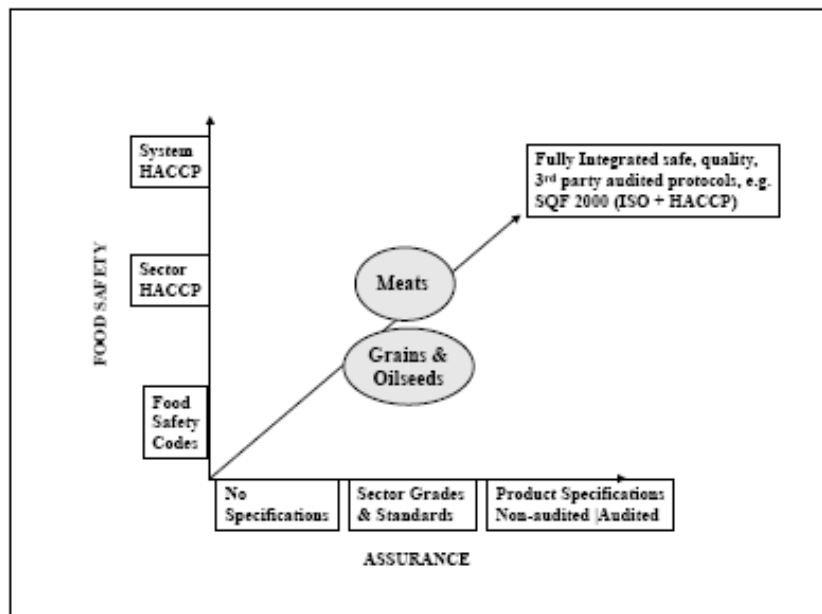 System
HACCP
Fully Integrated safe, quality,
3rd party audited protocols, e.g.
SQF 2000 (ISO + HACCP)
FOOD SAFETY
Sector
HACCP
Meats
Grains &
Oilseeds
Food
Safety
Codes
No
Specifications
Sector Grades
& Standards
Product Specifications
Non-audited |Audited
ASSURANCE